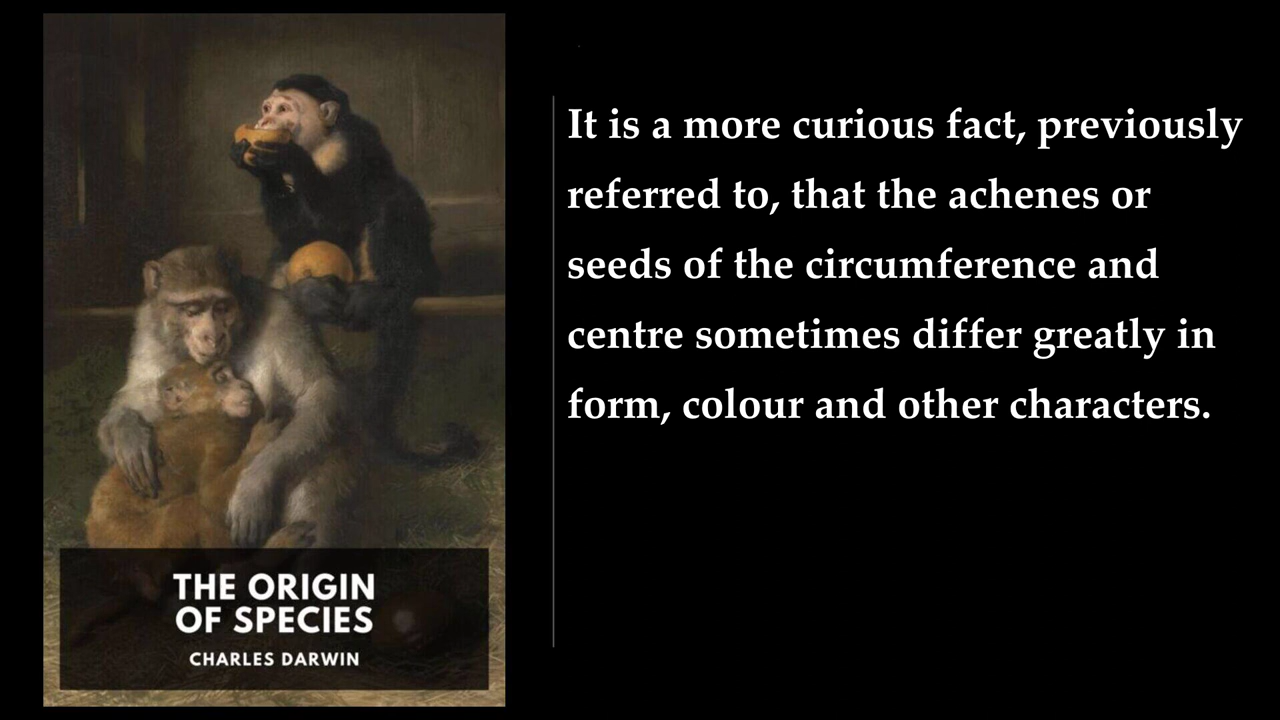 It is a more curious fact, previously
referred to, that the achenes or
seeds of the circumference and
centre sometimes differ greatly in
form, colour and other characters.
THE ORIGIN
OF SPECIES
CHARLES DARWIN